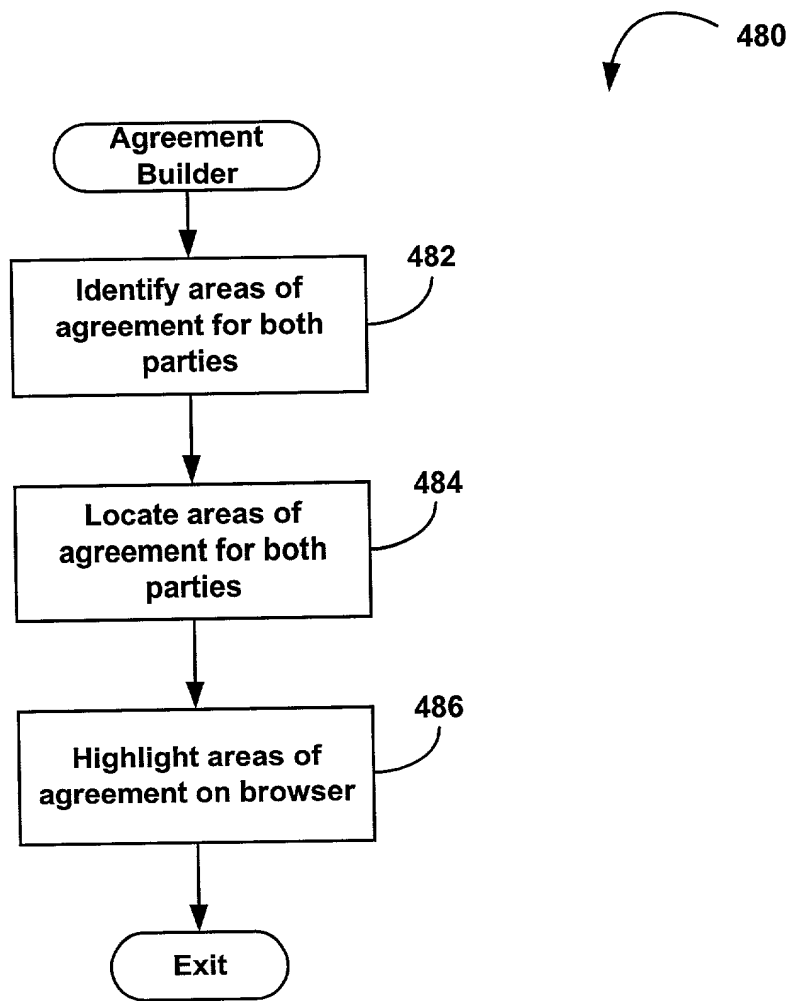 480
Agreement
Builder
482
Identify areas of
agreement for both
parties
484
Locate areas of
agreement for both
parties
486
Highlight areas of
agreement on browser
Exit